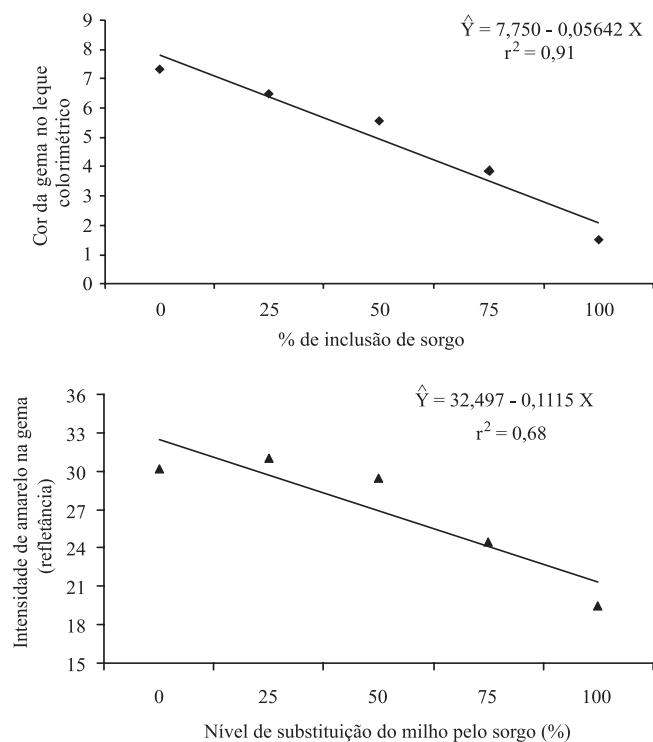 9
8
7
6
5
4
3
2
1
0
Cor da gema no leque
colorimétrico
Ŷ = 7,750 - 0,05642 X
r² = 0,91
0 25 50 75 100
% de inclusão de sorgo
36
33
30
27
24
21
18
15
Intensidade de amarelo na gema
(refletância)
Ŷ = 32,497 - 0,1115 X
r² = 0,68
0 25 50 75 100
Nível de substituição do milho pelo sorgo (%)